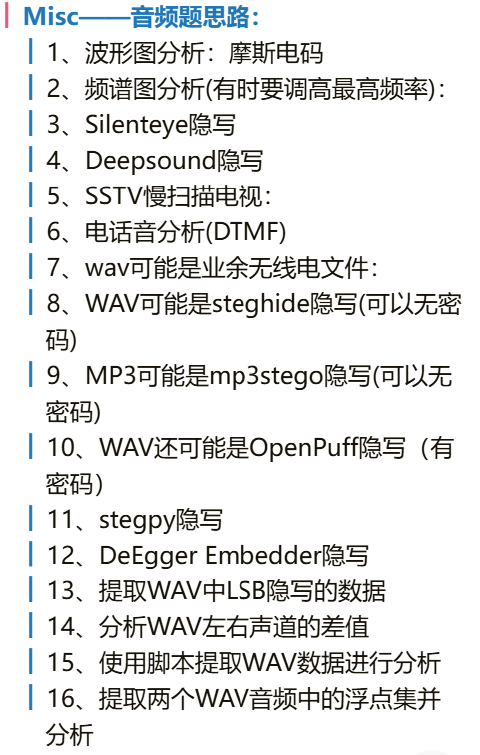 Misc——音频题思路：
1、波形图分析：摩斯电码
2、频谱图分析(有时要调高最高频率)：
3、Silenteye隐写
4、Deepsound隐写
5、SSTV慢扫描电视：
6、电话音分析(DTMF)
7、wav可能是业余无线电文件：
8、WAV可能是steghide隐写(可以无密
码)
9、MP3可能是mp3stego隐写(可以无
密码)
10、WAV还可能是OpenPuff隐写（有
密码）
11、stegpy隐写
12、DeEgger Embedder隐写
13、提取WAV中LSB隐写的数据
14、分析WAV左右声道的差值
15、使用脚本提取WAV数据进行分析
16、提取两个WAV音频中的浮点集并
分析